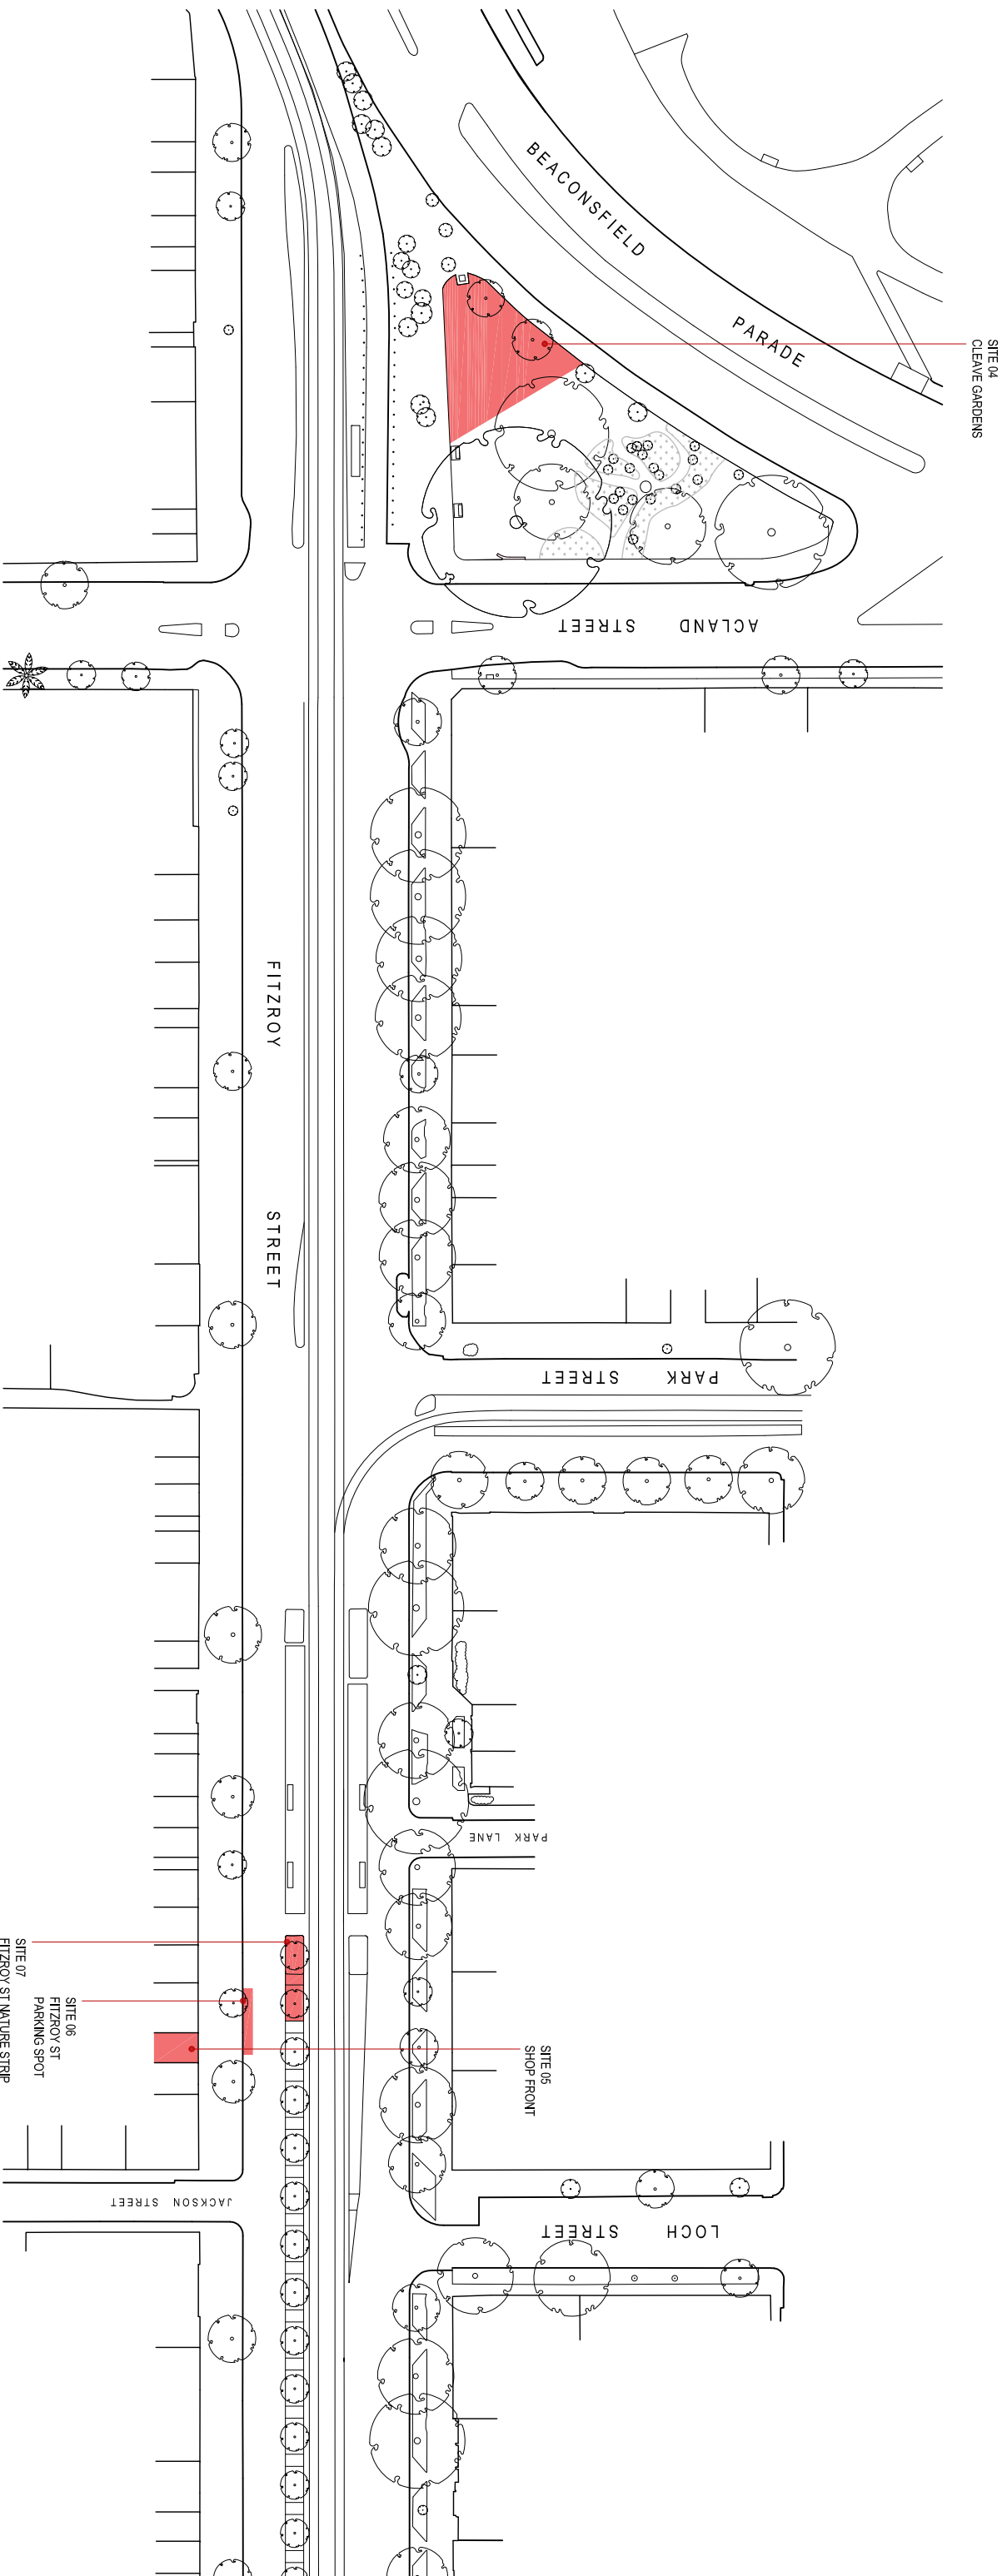 SITE 04
CLEAVE GARDENS
BEACONSFIELD
PARADE
ACLAND STREET
FITZROY STREET
PARK STREET
PARK LANE
SITE 05
SHOP FRONT
SITE 06
FITZROY ST
PARKING SPOT
SITE 07
FITZROY ST NATURE STRIP
JACKSON STREET
LOCH STREET